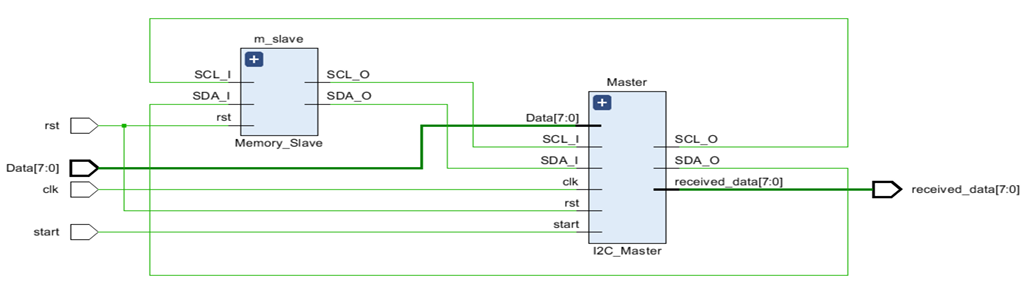 m_slave
SCL_I
SCL_O
SDA_I
SDA_O
rst
Memory_Slave
Master
Data[7:0]
SCL_I
SCL_O
SDA_I
SDA_O
clk
received_data[7:0]
rst
start
I2C_Master
rst
Data[7:0]
clk
start
received_data[7:0]